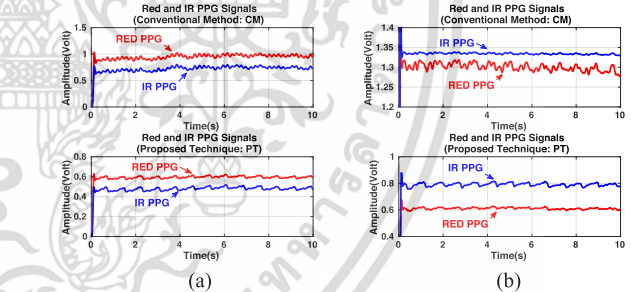 Red and IR PPG Signals
(Conventional Method: CM)
1.5
1
0.5
0
Amplitude(Volt)
RED PPG
IR PPG
0 2 4 6 8 10
Time(s)
Red and IR PPG Signals
(Proposed Technique: PT)
0.8
0.6
0.4
0.2
0
Amplitude(Volt)
RED PPG
IR PPG
0 2 4 6 8 10
Time(s)
(a)
Red and IR PPG Signals
(Conventional Method: CM)
1.4
1.35
1.3
1.25
1.2
Amplitude(Volt)
IR PPG
RED PPG
0 2 4 6 8 10
Time(s)
Red and IR PPG Signals
(Proposed Technique: PT)
1
0.8
0.6
0.4
Amplitude(Volt)
IR PPG
RED PPG
0 2 4 6 8 10
Time(s)
(b)